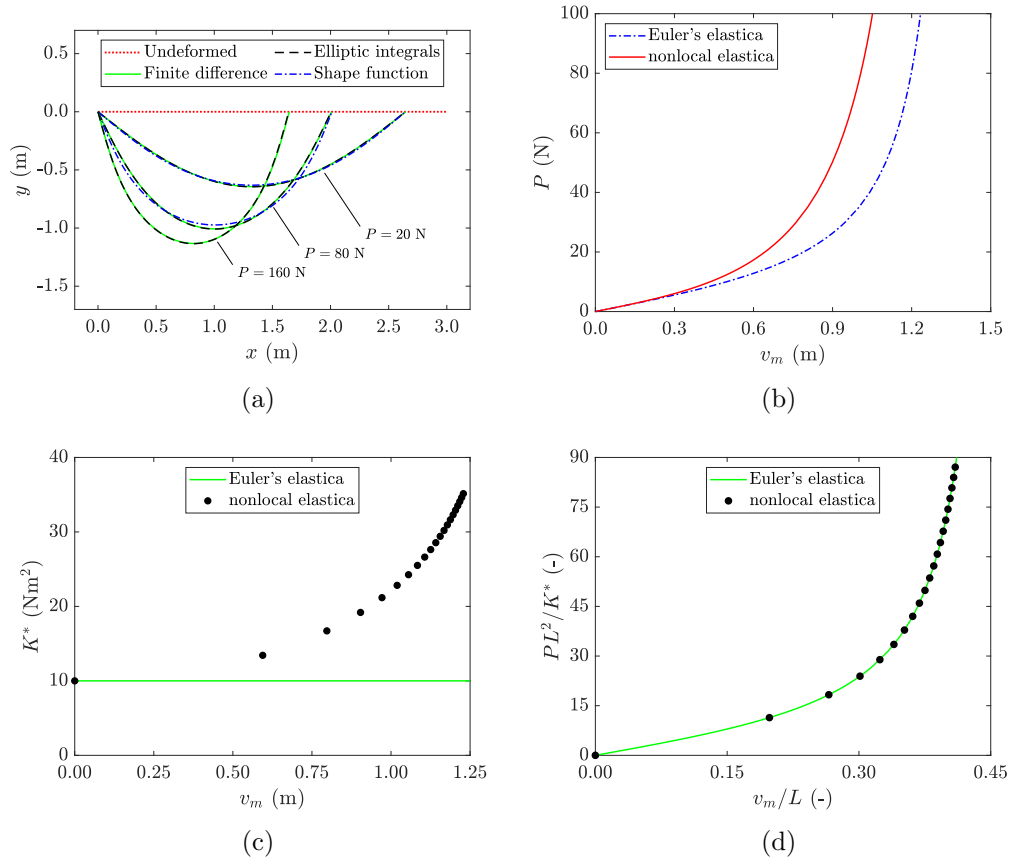 Undeformed
Finite difference
Elliptic integrals
Shape function
0.5
0.0
-0.5
-1.0
-1.5
y (m)
P = 20 N
P = 80 N
P = 160 N
0.0 0.5 1.0 1.5 2.0 2.5 3.0
x (m)
(a)
Euler's elastica
nonlocal elastica
100
80
60
40
20
0
P (N)
0.0 0.3 0.6 0.9 1.2 1.5
v_m (m)
(b)
Euler's elastica
nonlocal elastica
40
30
20
10
0
K* (Nm²)
0.00 0.25 0.50 0.75 1.00 1.25
v_m (m)
(c)
Euler's elastica
nonlocal elastica
90
75
60
45
30
15
0
PL²/K* (-)
0.00 0.15 0.30 0.45
v_m/L (-)
(d)